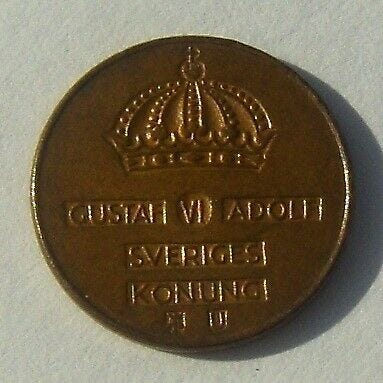 GUSTAF VI ADOLF
SVERIGES
KONUNG
U